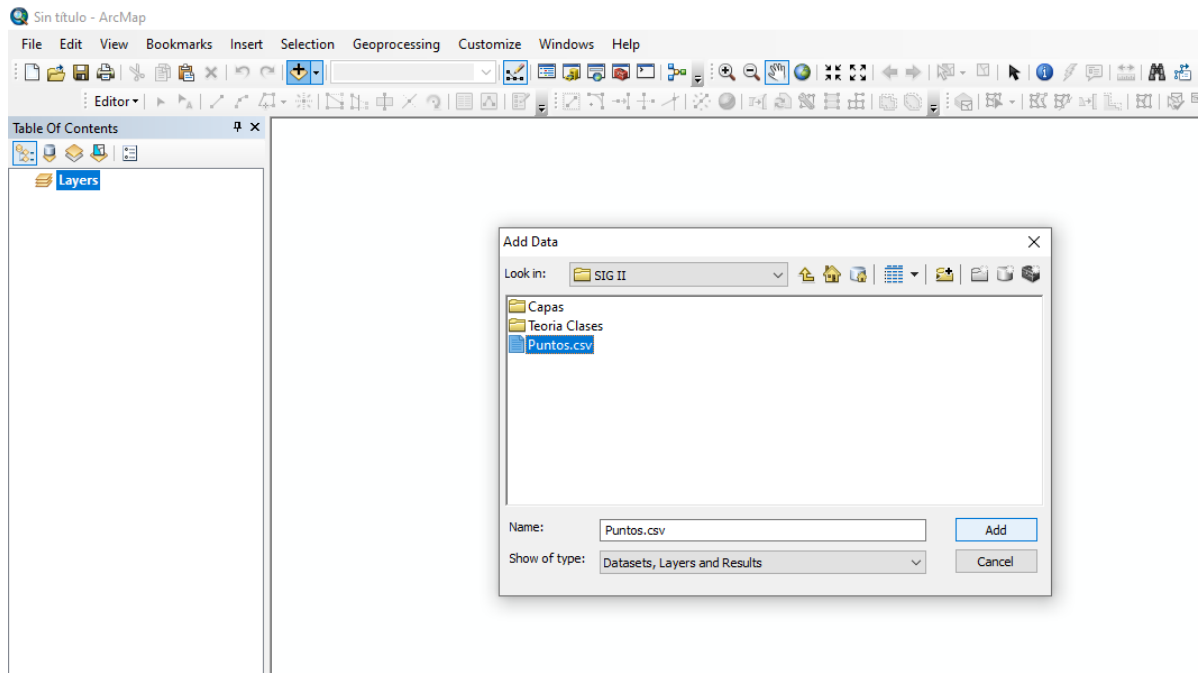 Sin título - ArcMap
File Edit View Bookmarks Insert Selection Geoprocessing Customize Windows Help
Editor
Table Of Contents
Layers
Add Data
Look in: SIG II
Capas
Teoria Clases
Puntos.csv
Name: Puntos.csv Add
Show of type: Datasets, Layers and Results Cancel